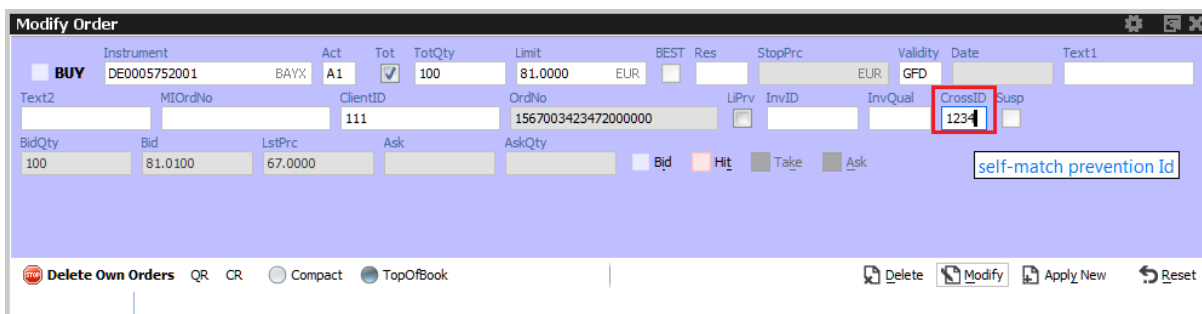 Modify Order
Instrument Act Tot TotQty Limit BEST Res StopPrc Validity Date Text1
BUY DE0005752001 BAYX A1 100 81.0000 EUR EUR GFD
Text2 MIOrdNo ClientID OrdNo LiPrv InvID InvQual CrossID Susp
111 1567003423472000000 1234
BidQty Bid LstPrc Ask AskQty
100 81.0100 67.0000 Bid Hit Take Ask
self-match prevention Id
STOP Delete Own Orders QR CR Compact TopOfBook Delete Modify Apply New Reset